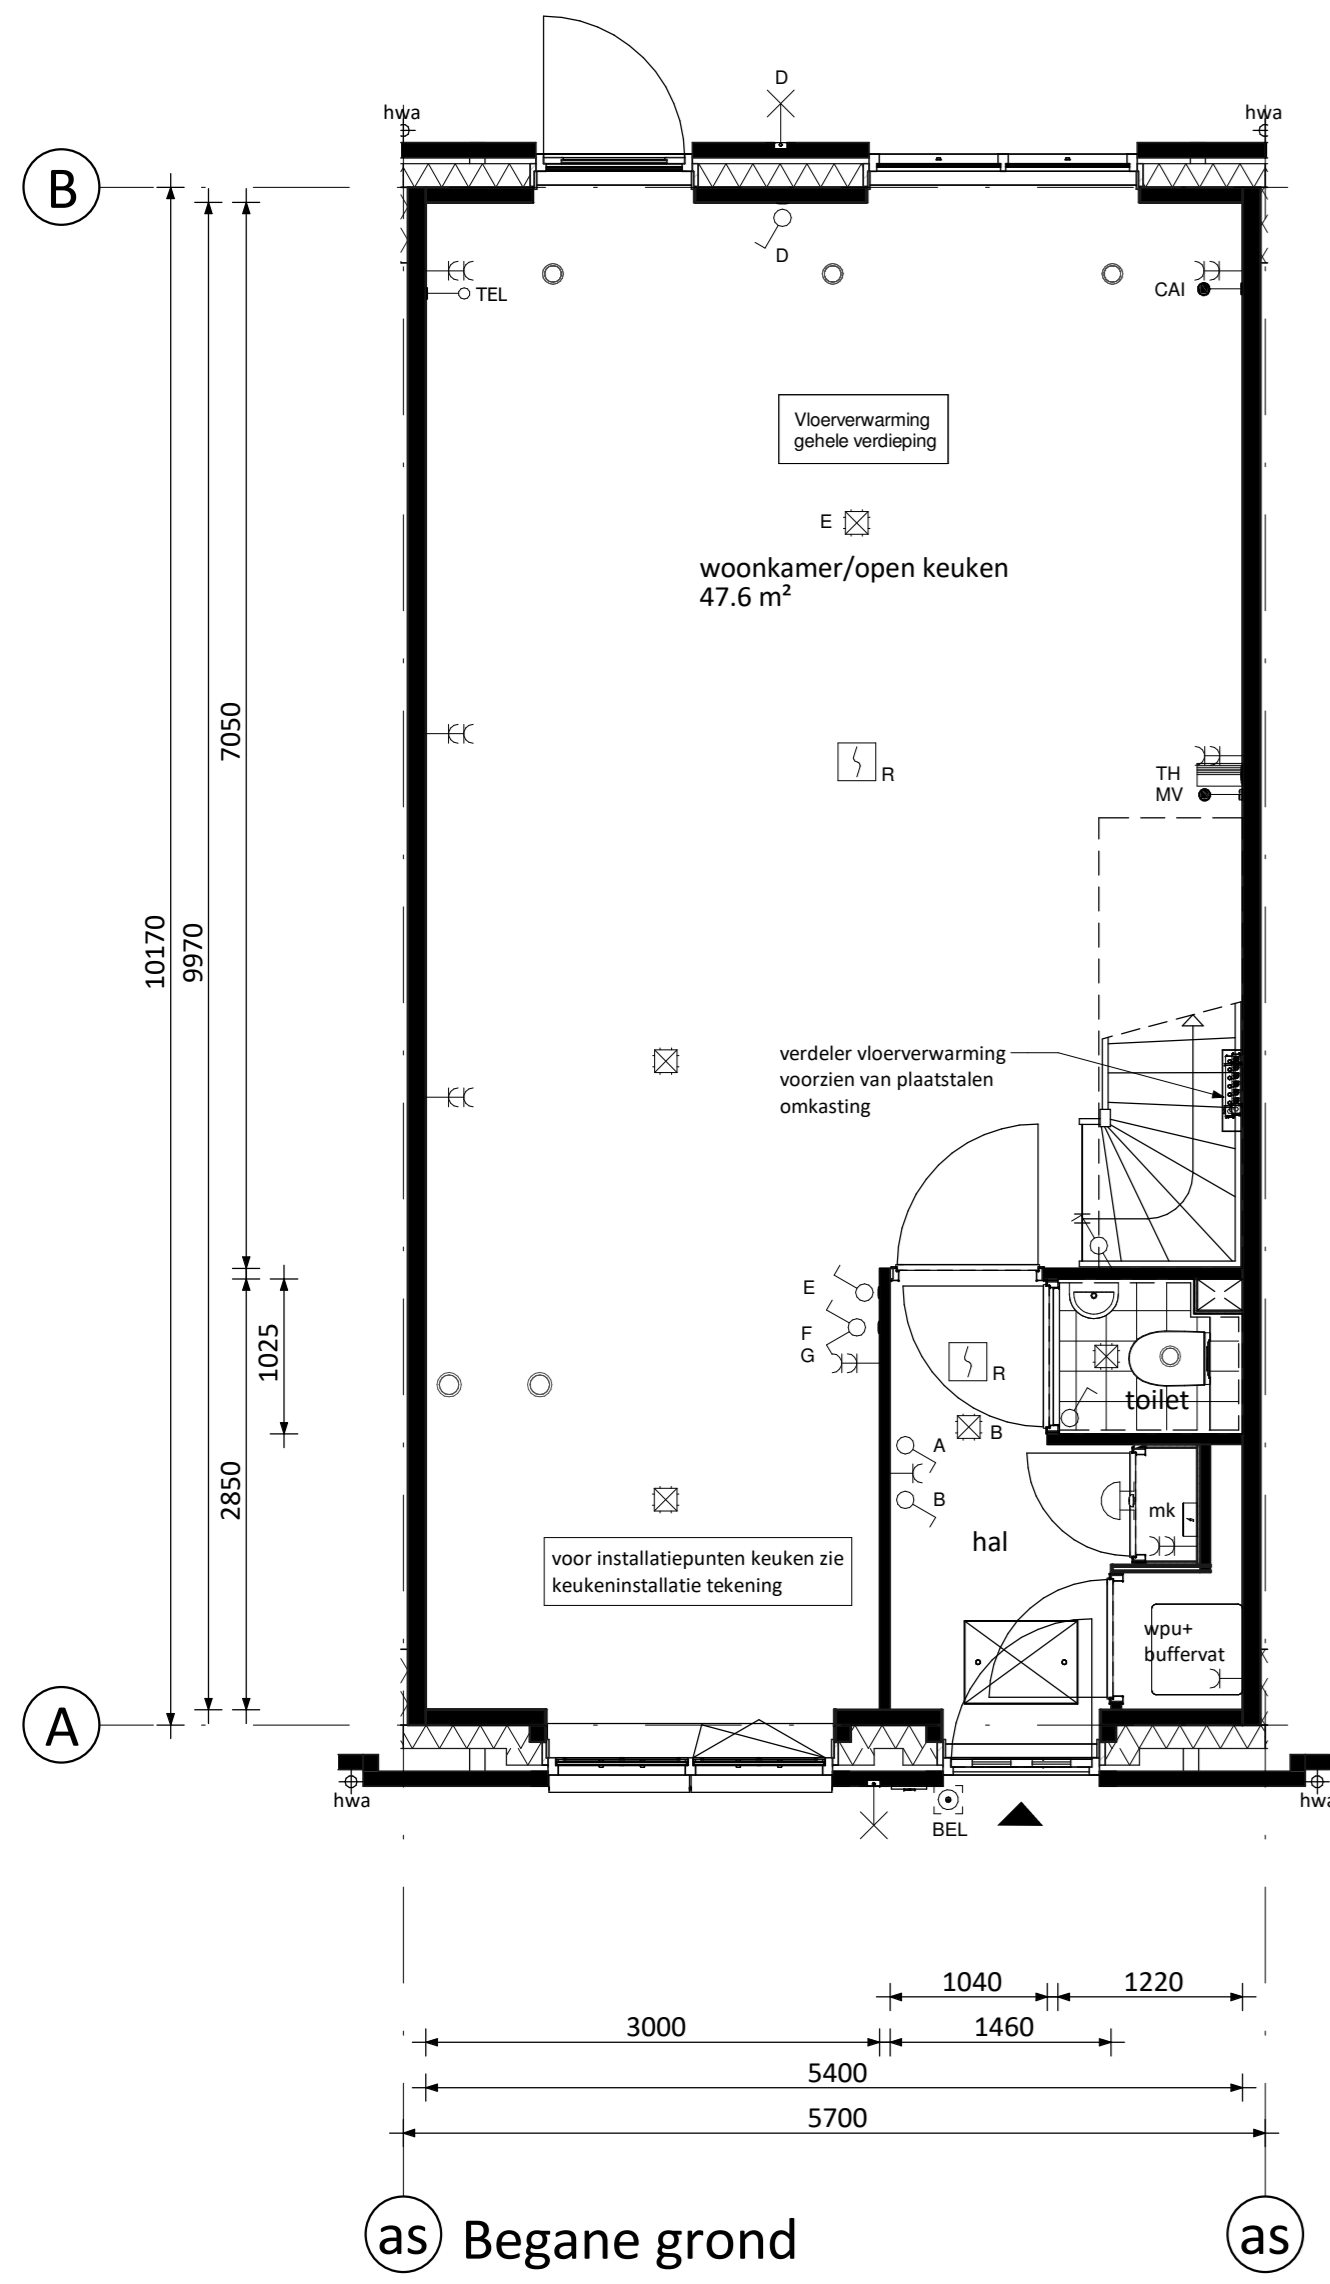 D
hwa
hwa
B
D
TEL
CAI
Vloerverwarming
gehele verdieping
E
woonkamer/open keuken
47.6 m²
7050
R
TH
MV
10170
9970
verdeler vloerverwarming
voorzien van plaatstalen
omkasting
E
F
G
1025
R
toilet
B
A
B
2850
mk
hal
voor installatiepunten keuken zie
keukeninstallatie tekening
wpu+
buffervat
A
hwa
BEL
hwa
1040
1220
3000
1460
5400
5700
as
Begane grond
as